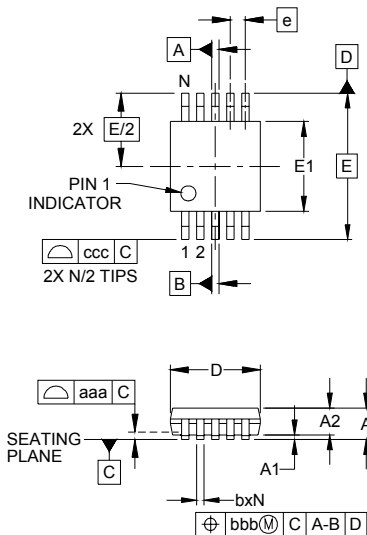 A
e
D
N
2X E/2
E1
E
PIN 1
INDICATOR
ccc C
1 2
2X N/2 TIPS
B
D
aaa C
A2
A
SEATING
PLANE
C
A1
bxN
bbb Ⓜ C A-B D